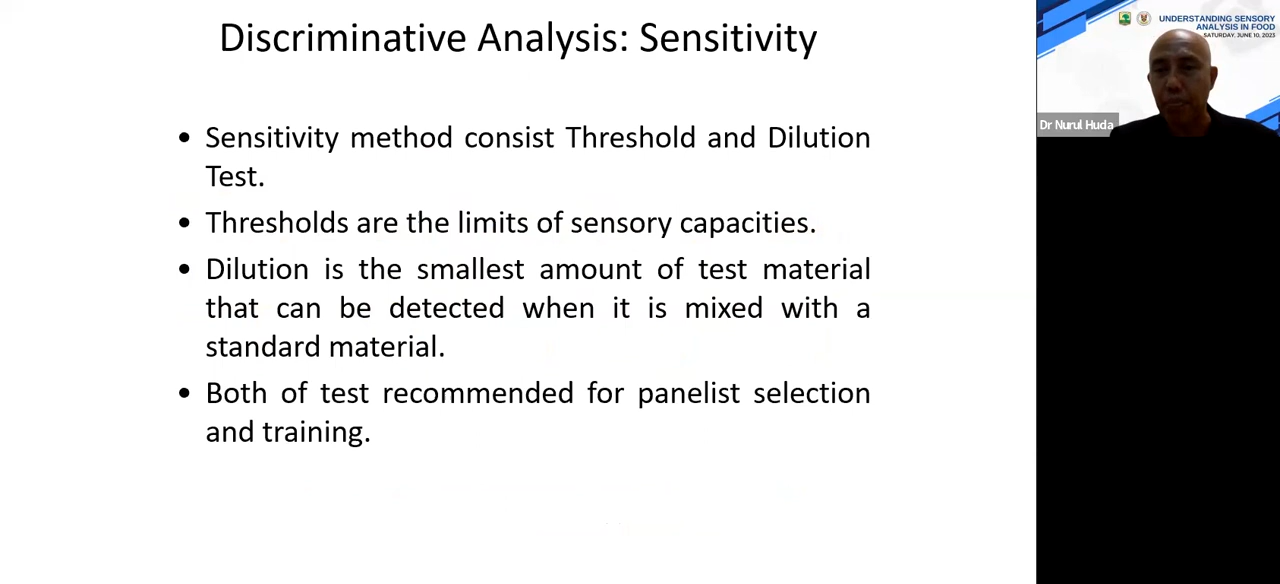 Discriminative Analysis: Sensitivity
• Sensitivity method consist Threshold and Dilution
Test.
• Thresholds are the limits of sensory capacities.
• Dilution is the smallest amount of test material
that can be detected when it is mixed with a
standard material.
• Both of test recommended for panelist selection
and training.
UNDERSTANDING SENSORY
ANALYSIS IN FOOD
SATURDAY, JUNE 10, 2023
Dr Nurul Huda